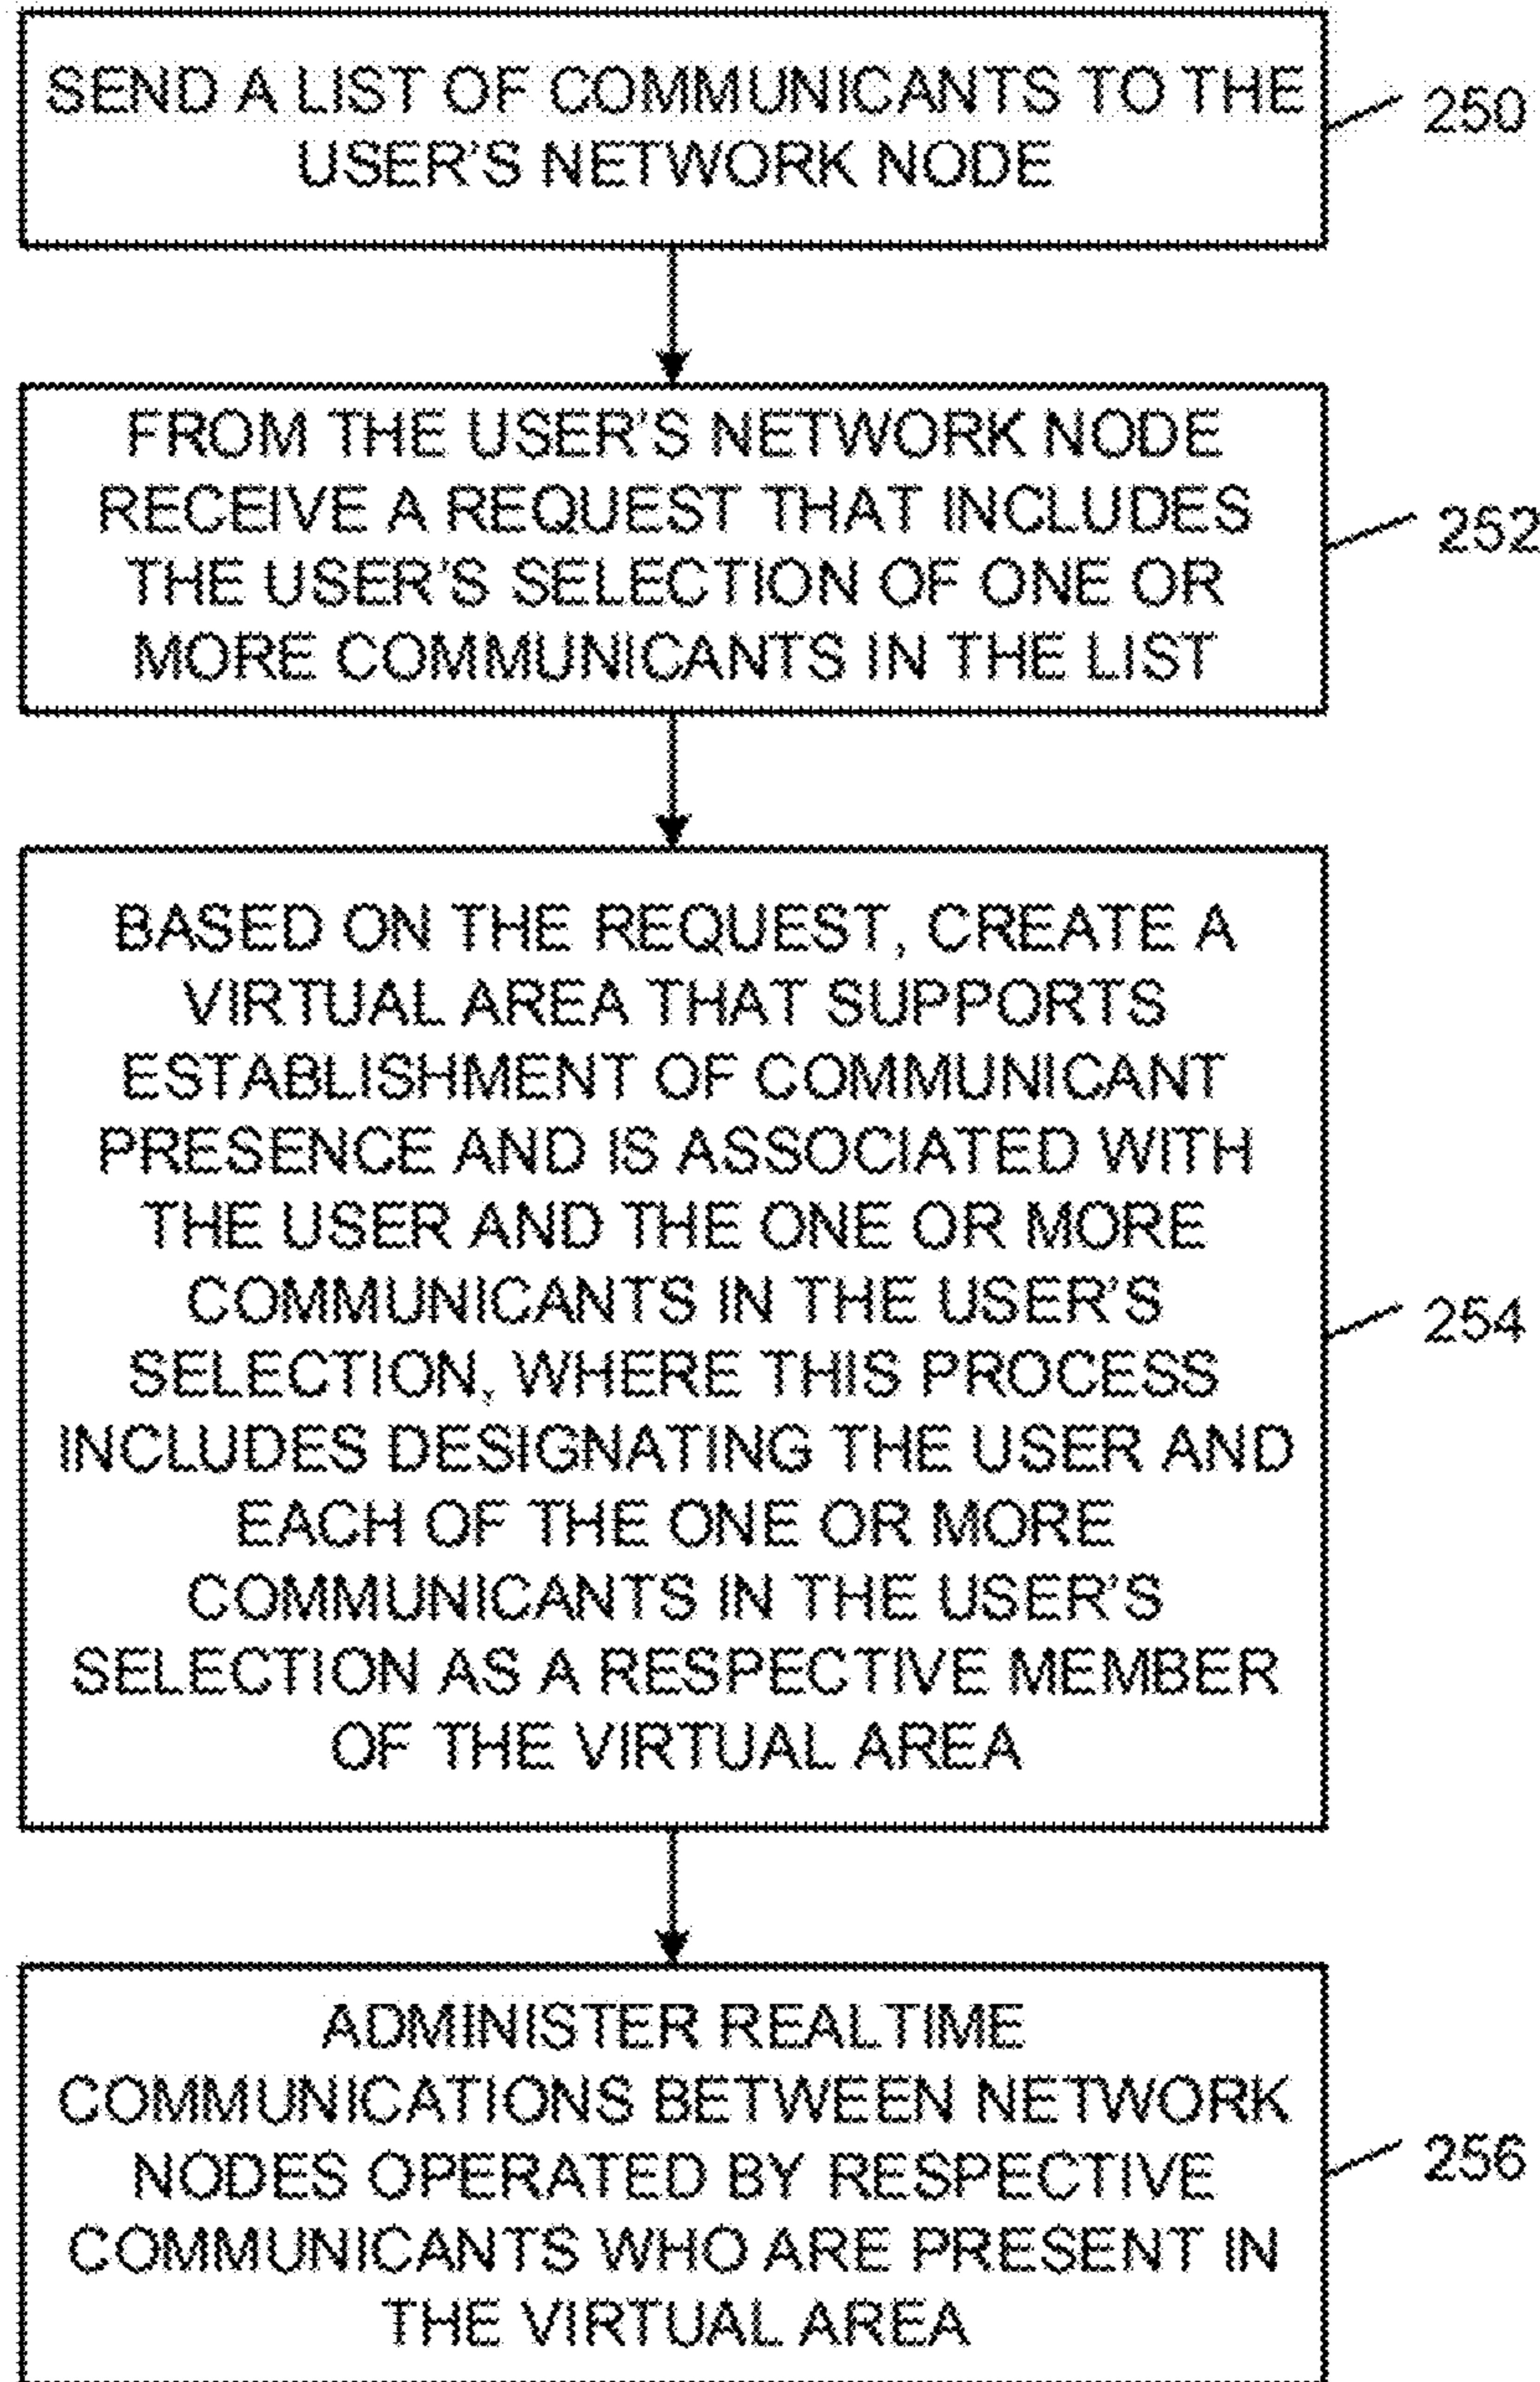 SEND A LIST OF COMMUNICANTS TO THE
USER'S NETWORK NODE
250
FROM THE USER'S NETWORK NODE
RECEIVE A REQUEST THAT INCLUDES
THE USER'S SELECTION OF ONE OR
MORE COMMUNICANTS IN THE LIST
252
BASED ON THE REQUEST, CREATE A
VIRTUAL AREA THAT SUPPORTS
ESTABLISHMENT OF COMMUNICANT
PRESENCE AND IS ASSOCIATED WITH
THE USER AND THE ONE OR MORE
COMMUNICANTS IN THE USER'S
SELECTION, WHERE THIS PROCESS
INCLUDES DESIGNATING THE USER AND
EACH OF THE ONE OR MORE
COMMUNICANTS IN THE USER'S
SELECTION AS A RESPECTIVE MEMBER
OF THE VIRTUAL AREA
254
ADMINISTER REALTIME
COMMUNICATIONS BETWEEN NETWORK
NODES OPERATED BY RESPECTIVE
COMMUNICANTS WHO ARE PRESENT IN
THE VIRTUAL AREA
256